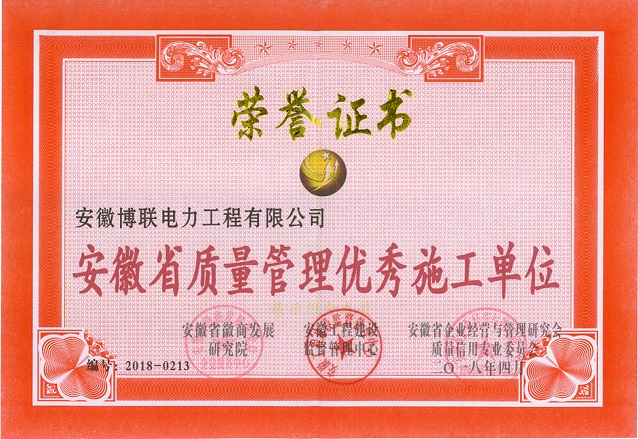 荣誉证书
安徽博联电力工程有限公司
安徽省质量管理优秀施工单位
安徽省徽商发展 安徽工程建设 安徽省企业经营与管理研究会
研究院 监督管理中心 质量信用专业委员会
编号：2018-0213 二〇一八年四月